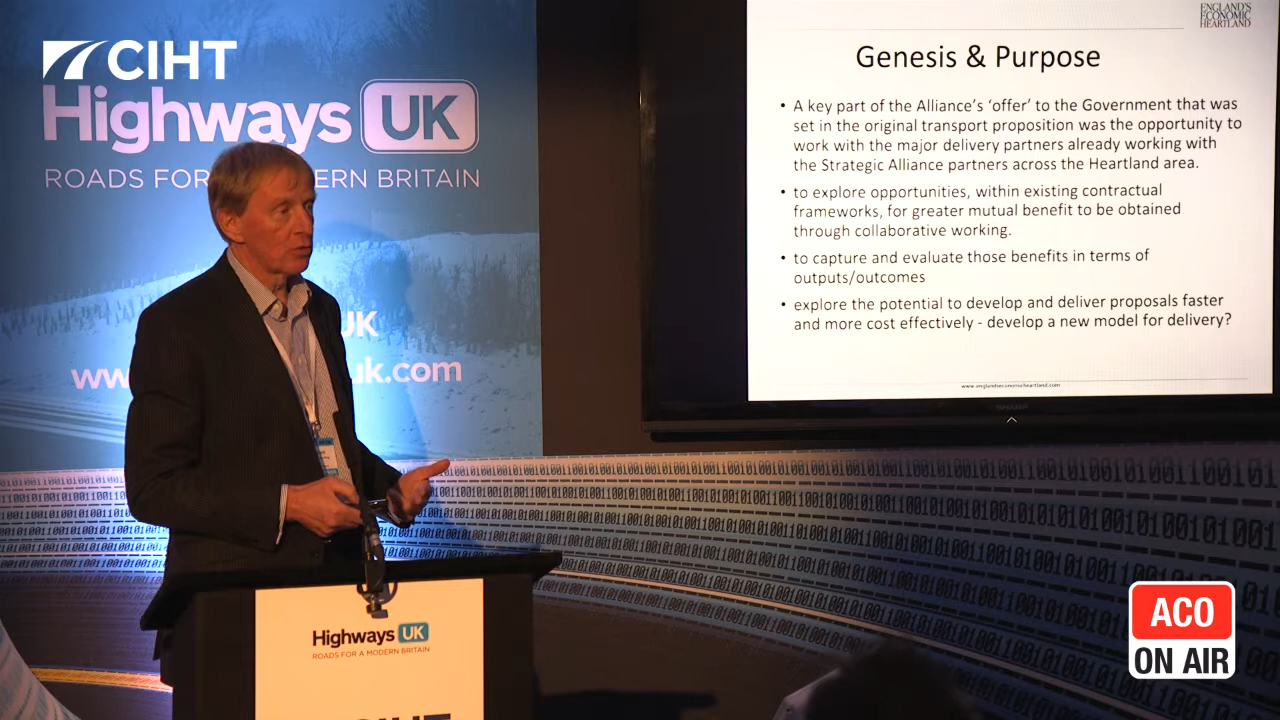 CIHT
Highways UK
ROADS FOR MODERN BRITAIN
UK
ww uk.com
ENGLAND'S
ECONOMIC
HEARTLAND
Genesis & Purpose
• A key part of the Alliance's 'offer' to the Government that was
set in the original transport proposition was the opportunity to
work with the major delivery partners already working with
the Strategic Alliance partners across the Heartland area.
• to explore opportunities, within existing contractual
frameworks, for greater mutual benefit to be obtained
through collaborative working.
• to capture and evaluate those benefits in terms of
outputs/outcomes
• explore the potential to develop and deliver proposals faster
and more cost effectively - develop a new model for delivery?
www.englandseconomicheartland.com
SHARP
Highways UK
ROADS FOR A MODERN BRITAIN
ACO
ON AIR